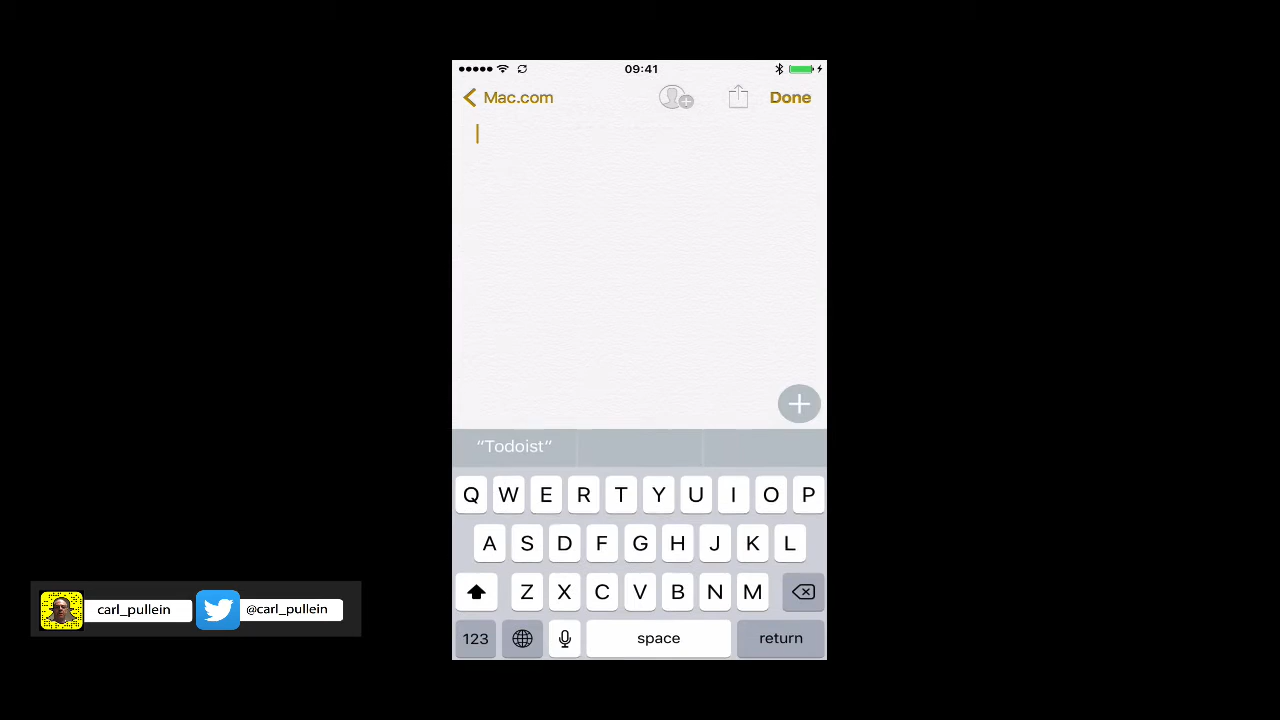 09:41
Mac.com
Done
“Todoist“
Q W E R T Y U I O P
A S D F G H J K L
Z X C V B N M
123
space
return
carl_pullein
@carl_pullein